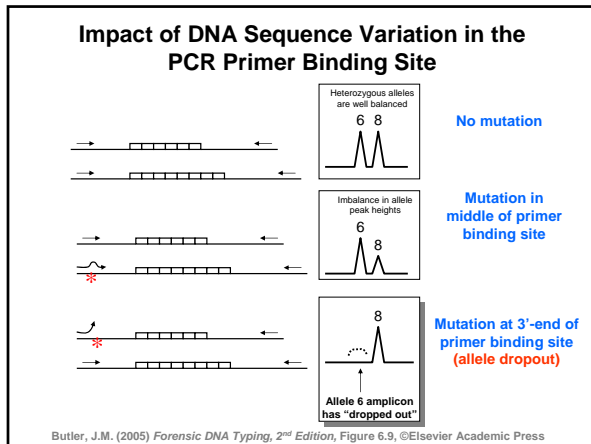 Impact of DNA Sequence Variation in the
PCR Primer Binding Site
Heterozygous alleles
are well balanced
6 8
No mutation
Imbalance in allele
peak heights
6
8
Mutation in
middle of primer
binding site
*
8
*
Mutation at 3'-end of
primer binding site
(allele dropout)
Allele 6 amplicon
has "dropped out"
Butler, J.M. (2005) Forensic DNA Typing, 2nd Edition, Figure 6.9, ©Elsevier Academic Press